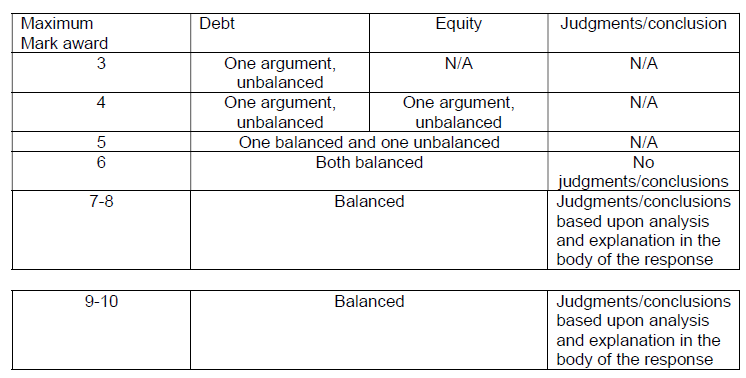 Maximum
Mark award
Debt
Equity
Judgments/conclusion
3
One argument,
unbalanced
N/A
N/A
4
One argument,
unbalanced
One argument,
unbalanced
N/A
5
One balanced and one unbalanced
N/A
6
Both balanced
No
judgments/conclusions
7-8
Balanced
Judgments/conclusions
based upon analysis
and explanation in the
body of the response
9-10
Balanced
Judgments/conclusions
based upon analysis
and explanation in the
body of the response